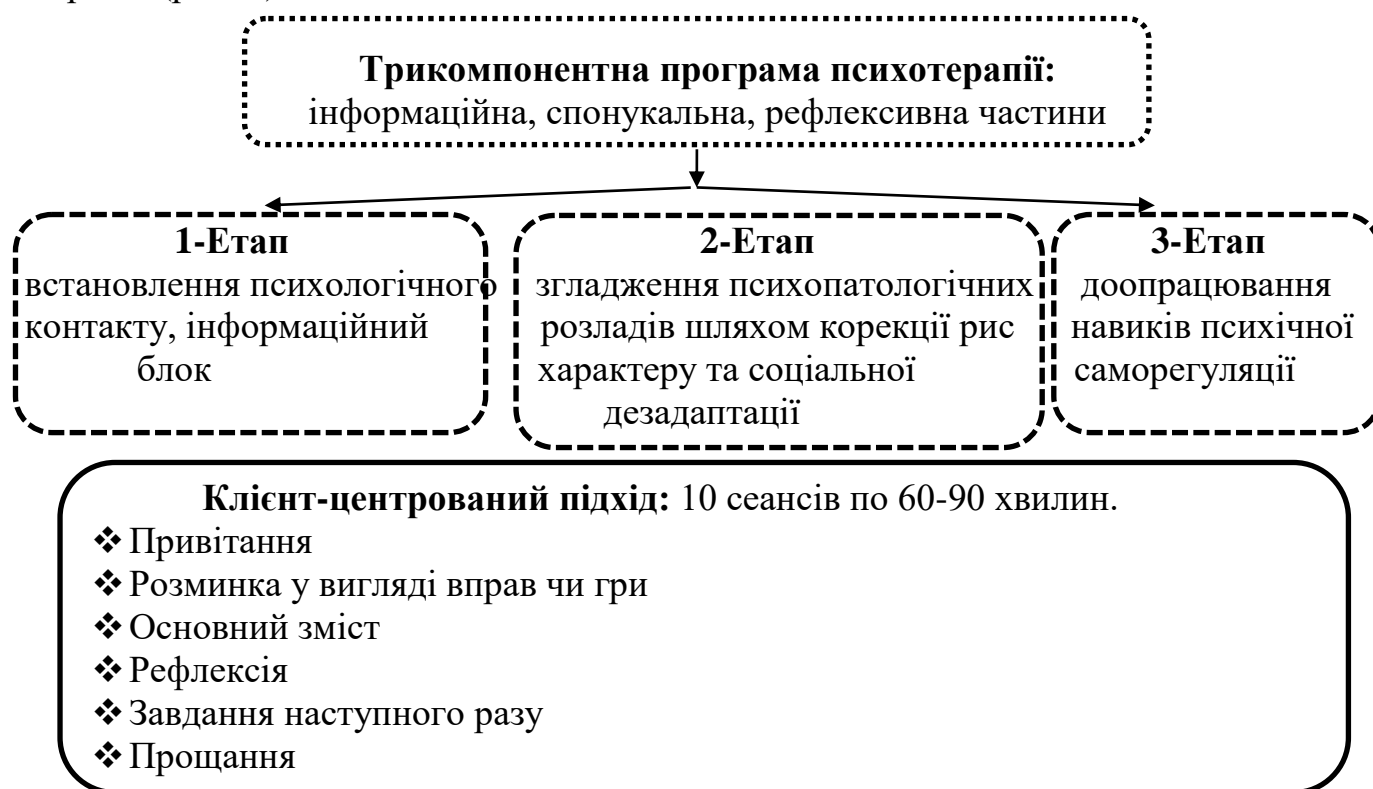 Трикомпонентна програма психотерапії:
інформаційна, спонукальна, рефлексивна частини
1-Етап
встановлення психологічного
контакту, інформаційний
блок
2-Етап
згладження психопатологічних
розладів шляхом корекції рис
характеру та соціальної
дезадаптації
3-Етап
доопрацювання
навиків психічної
саморегуляції
Клієнт-центрований підхід: 10 сеансів по 60-90 хвилин.
❖ Привітання
❖ Розминка у вигляді вправ чи гри
❖ Основний зміст
❖ Рефлексія
❖ Завдання наступного разу
❖ Прощання